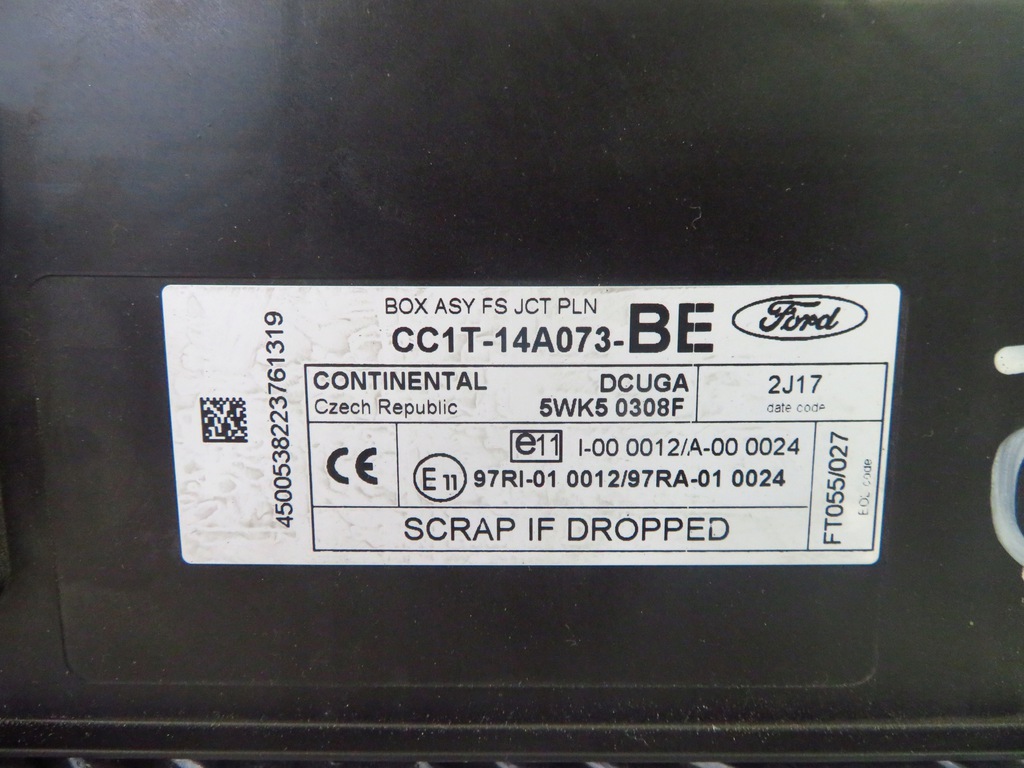 BOX ASY FS JCT PLN
CC1T-14A073-BE
Ford
4500538223761319
CONTINENTAL
Czech Republic
DCUGA
5WK5 0308F
2J17
date code
CE
e11 I-00 0012/A-00 0024
E11 97RI-01 0012/97RA-01 0024
SCRAP IF DROPPED
FT055/027
EOL code